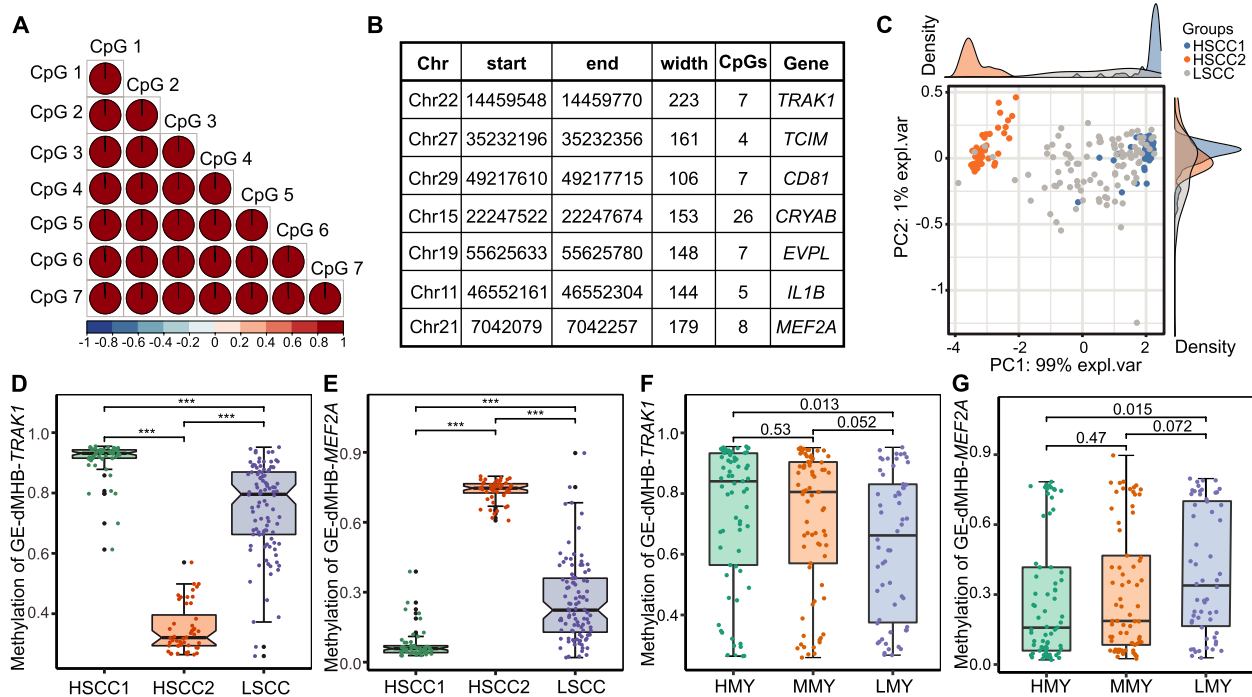 A
CpG 1
CpG 1
CpG 2
CpG 2
CpG 3
CpG 3
CpG 4
CpG 4
CpG 5
CpG 5
CpG 6
CpG 6
CpG 7
CpG 7
-1 -0.8 -0.6 -0.4 -0.2 0 0.2 0.4 0.6 0.8 1
B
Chr start end width CpGs Gene
Chr22 14459548 14459770 223 7 TRAK1
Chr27 35232196 35232356 161 4 TCIM
Chr29 49217610 49217715 106 7 CD81
Chr15 22247522 22247674 153 26 CRYAB
Chr19 55625633 55625780 148 7 EVPL
Chr11 46552161 46552304 144 5 IL1B
Chr21 7042079 7042257 179 8 MEF2A
C
Density
Groups
HSCC1
HSCC2
LSCC
PC2: 1% expl.var
0.5
0
-0.5
-1
-4 -2 0 2
PC1: 99% expl.var
Density
D
Methylation of GE-dMHB-TRAK1
1.0
0.8
0.6
0.4
***
***
***
HSCC1 HSCC2 LSCC
E
Methylation of GE-dMHB-MEF2A
0.9
0.6
0.3
0.0
***
***
***
HSCC1 HSCC2 LSCC
F
Methylation of GE-dMHB-TRAK1
1.0
0.8
0.6
0.4
0.013
0.052
0.53
HMY MMY LMY
G
Methylation of GE-dMHB-MEF2A
0.9
0.6
0.3
0.0
0.015
0.072
0.47
HMY MMY LMY